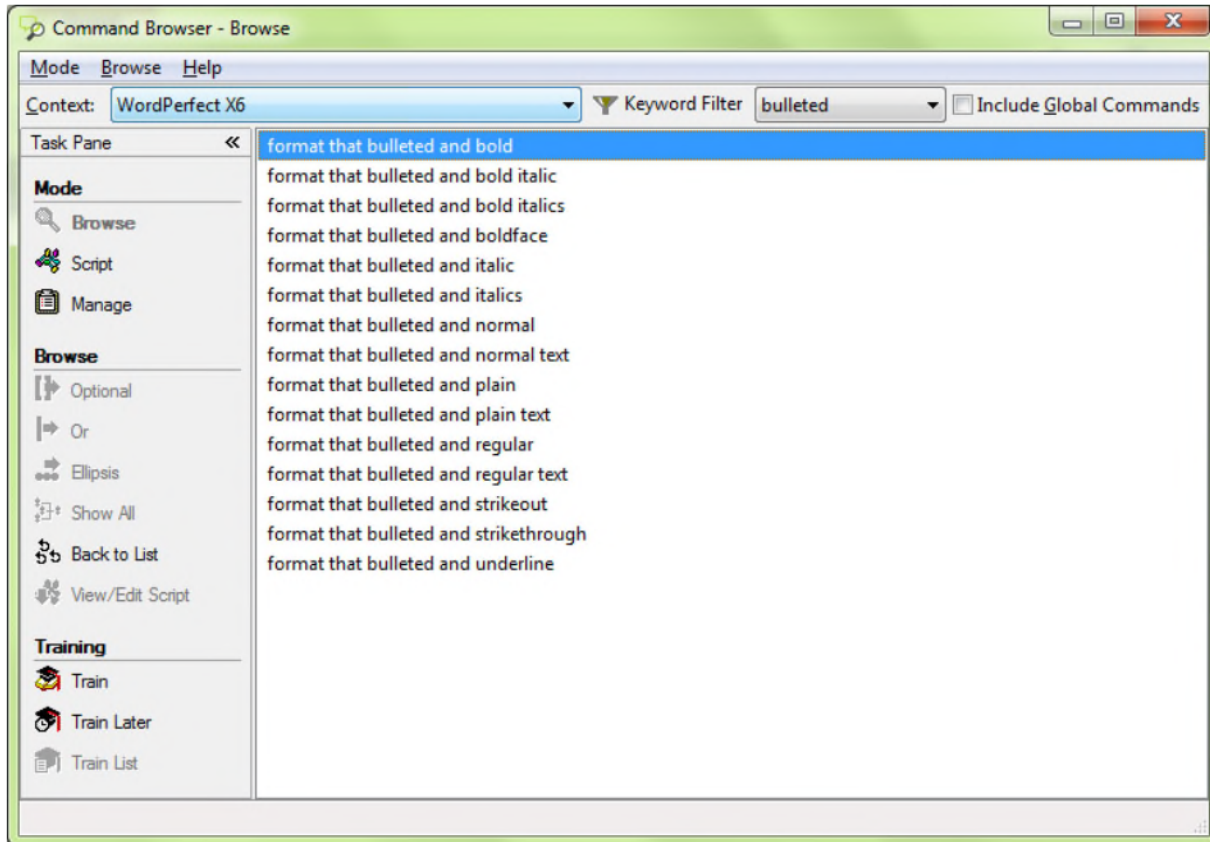 Command Browser - Browse
Mode Browse Help
Context: WordPerfect X6 Keyword Filter bulleted Include Global Commands
Task Pane «
Mode
Browse
Script
Manage
Browse
Optional
Or
Ellipsis
Show All
Back to List
View/Edit Script
Training
Train
Train Later
Train List
format that bulleted and bold
format that bulleted and bold italic
format that bulleted and bold italics
format that bulleted and boldface
format that bulleted and italic
format that bulleted and italics
format that bulleted and normal
format that bulleted and normal text
format that bulleted and plain
format that bulleted and plain text
format that bulleted and regular
format that bulleted and regular text
format that bulleted and strikeout
format that bulleted and strikethrough
format that bulleted and underline